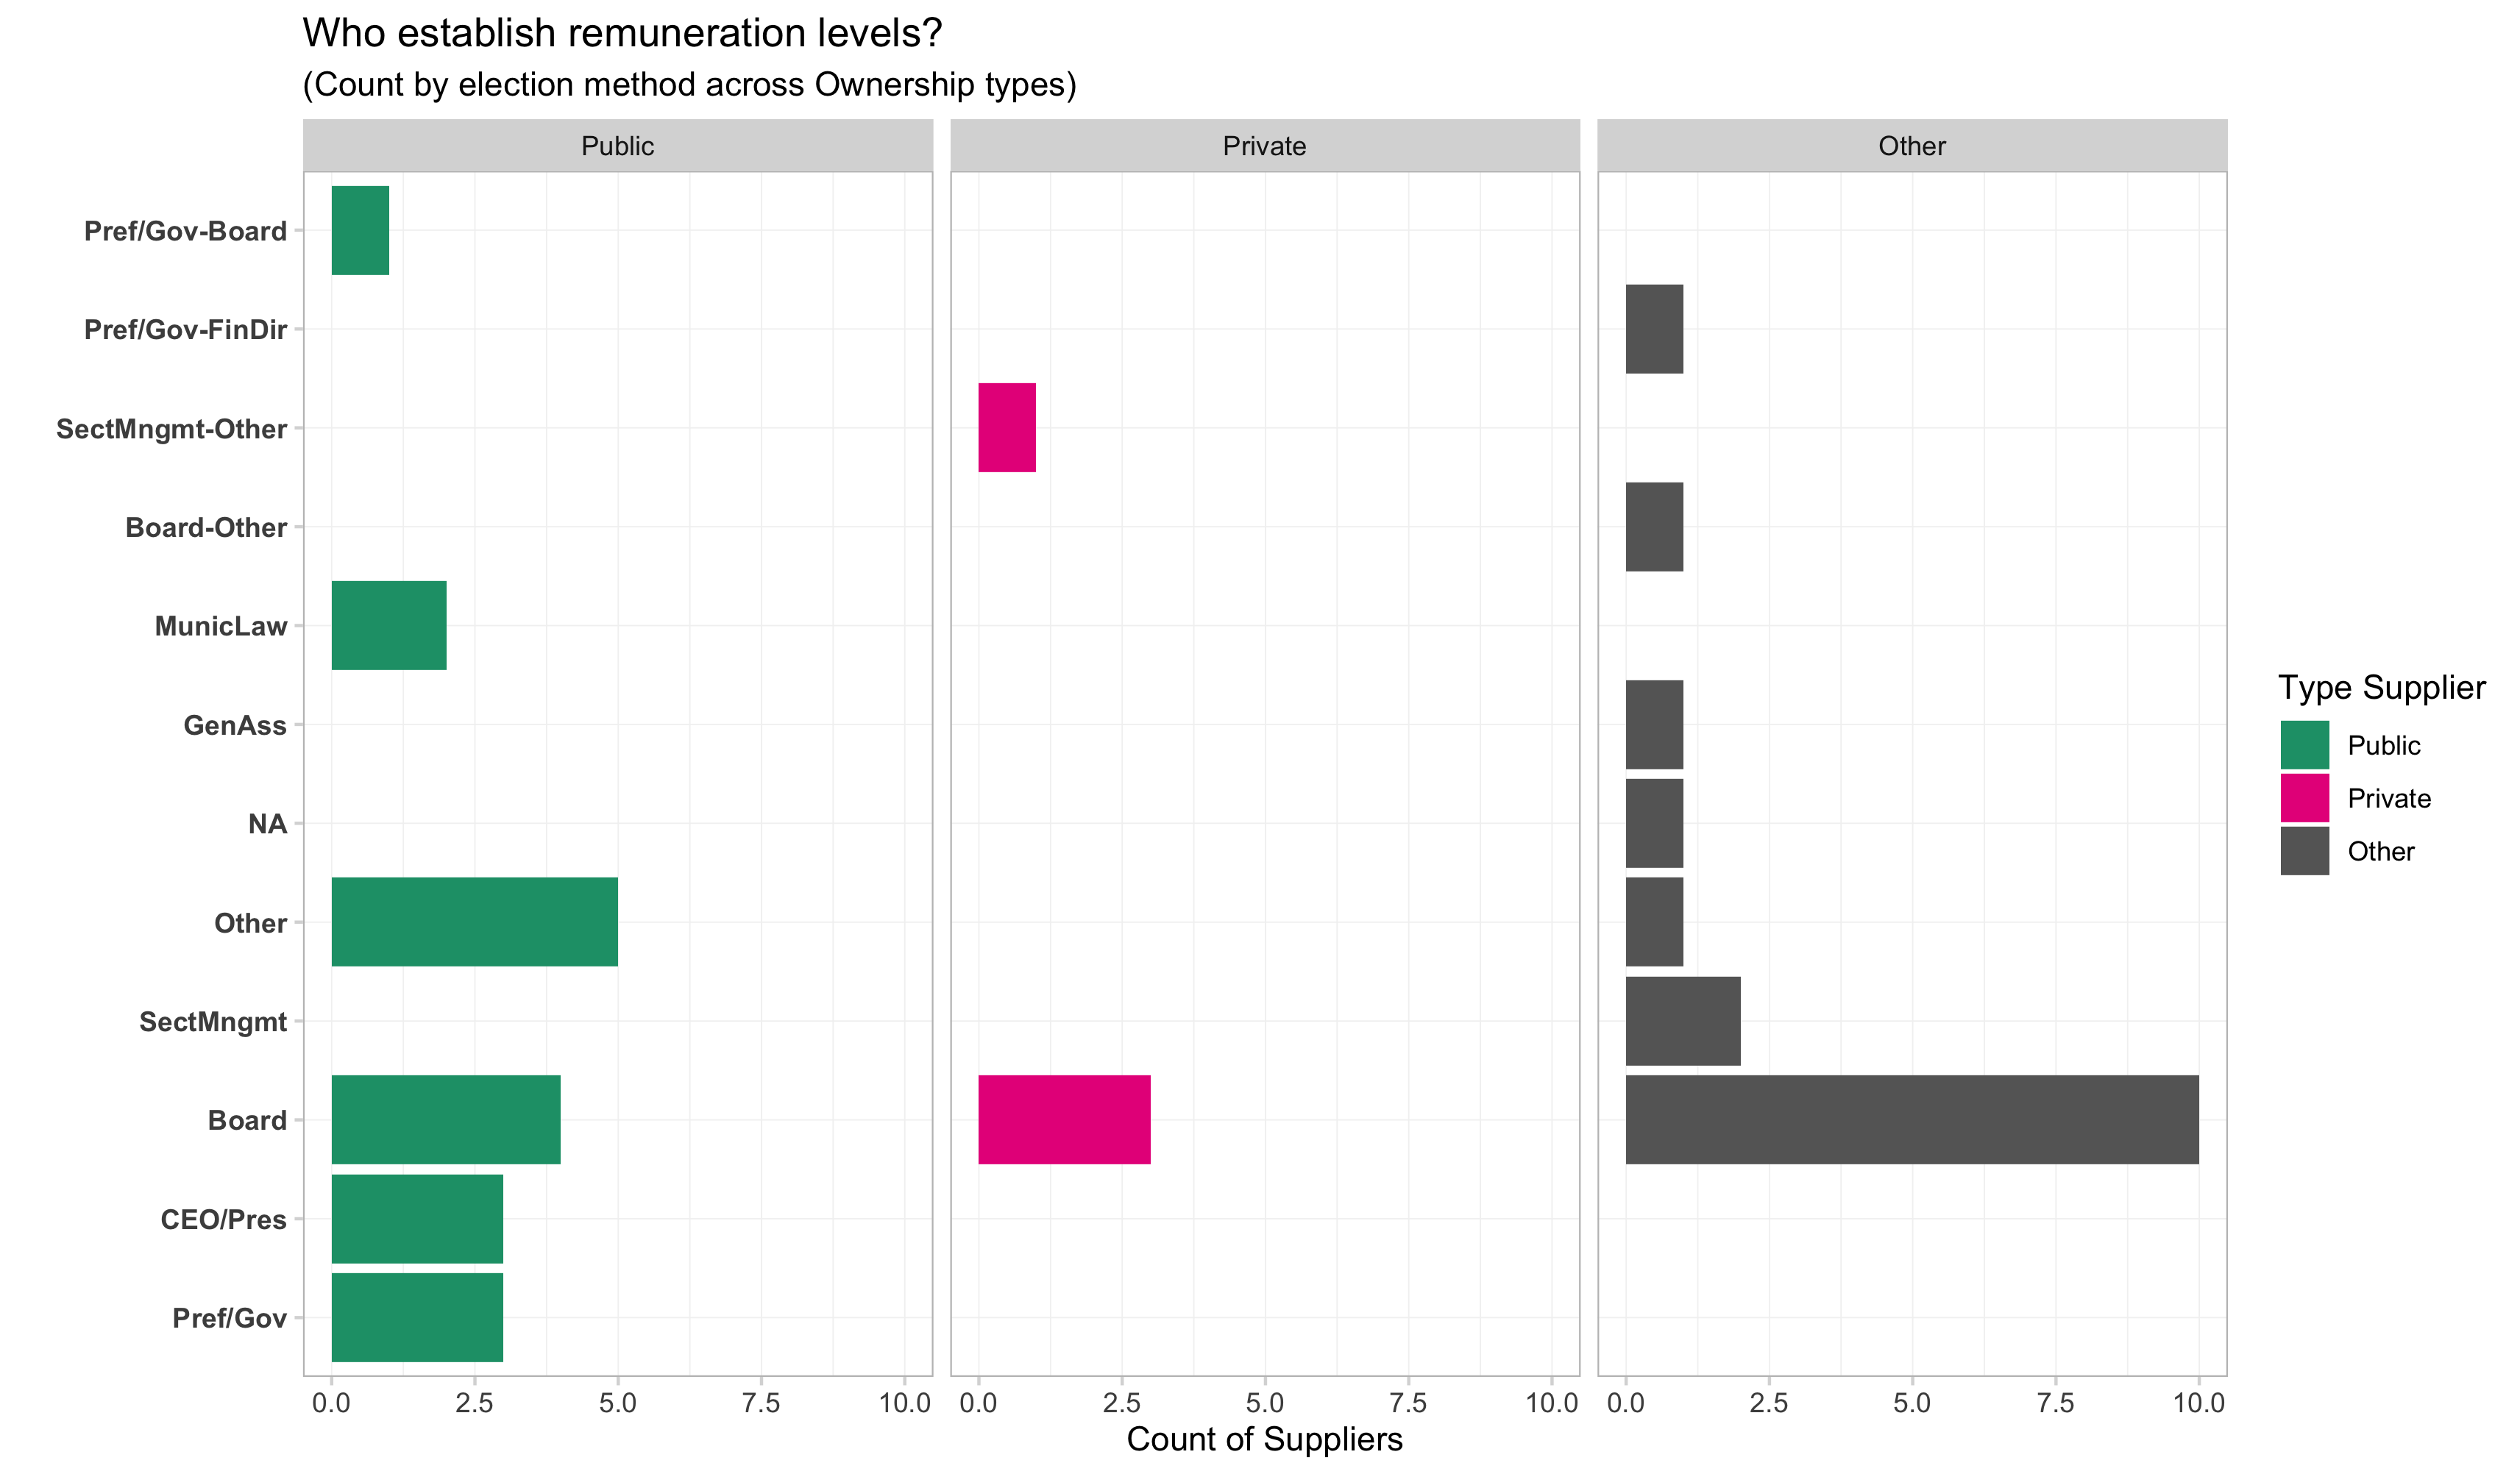 Who establish remuneration levels?
(Count by election method across Ownership types)
Public
Private
Other
Pref/Gov-Board
Pref/Gov-FinDir
SectMngmt-Other
Board-Other
MunicLaw
GenAss
NA
Other
SectMngmt
Board
CEO/Pres
Pref/Gov
0.0 2.5 5.0 7.5 10.0
0.0 2.5 5.0 7.5 10.0
0.0 2.5 5.0 7.5 10.0
Count of Suppliers
Type Supplier
Public
Private
Other